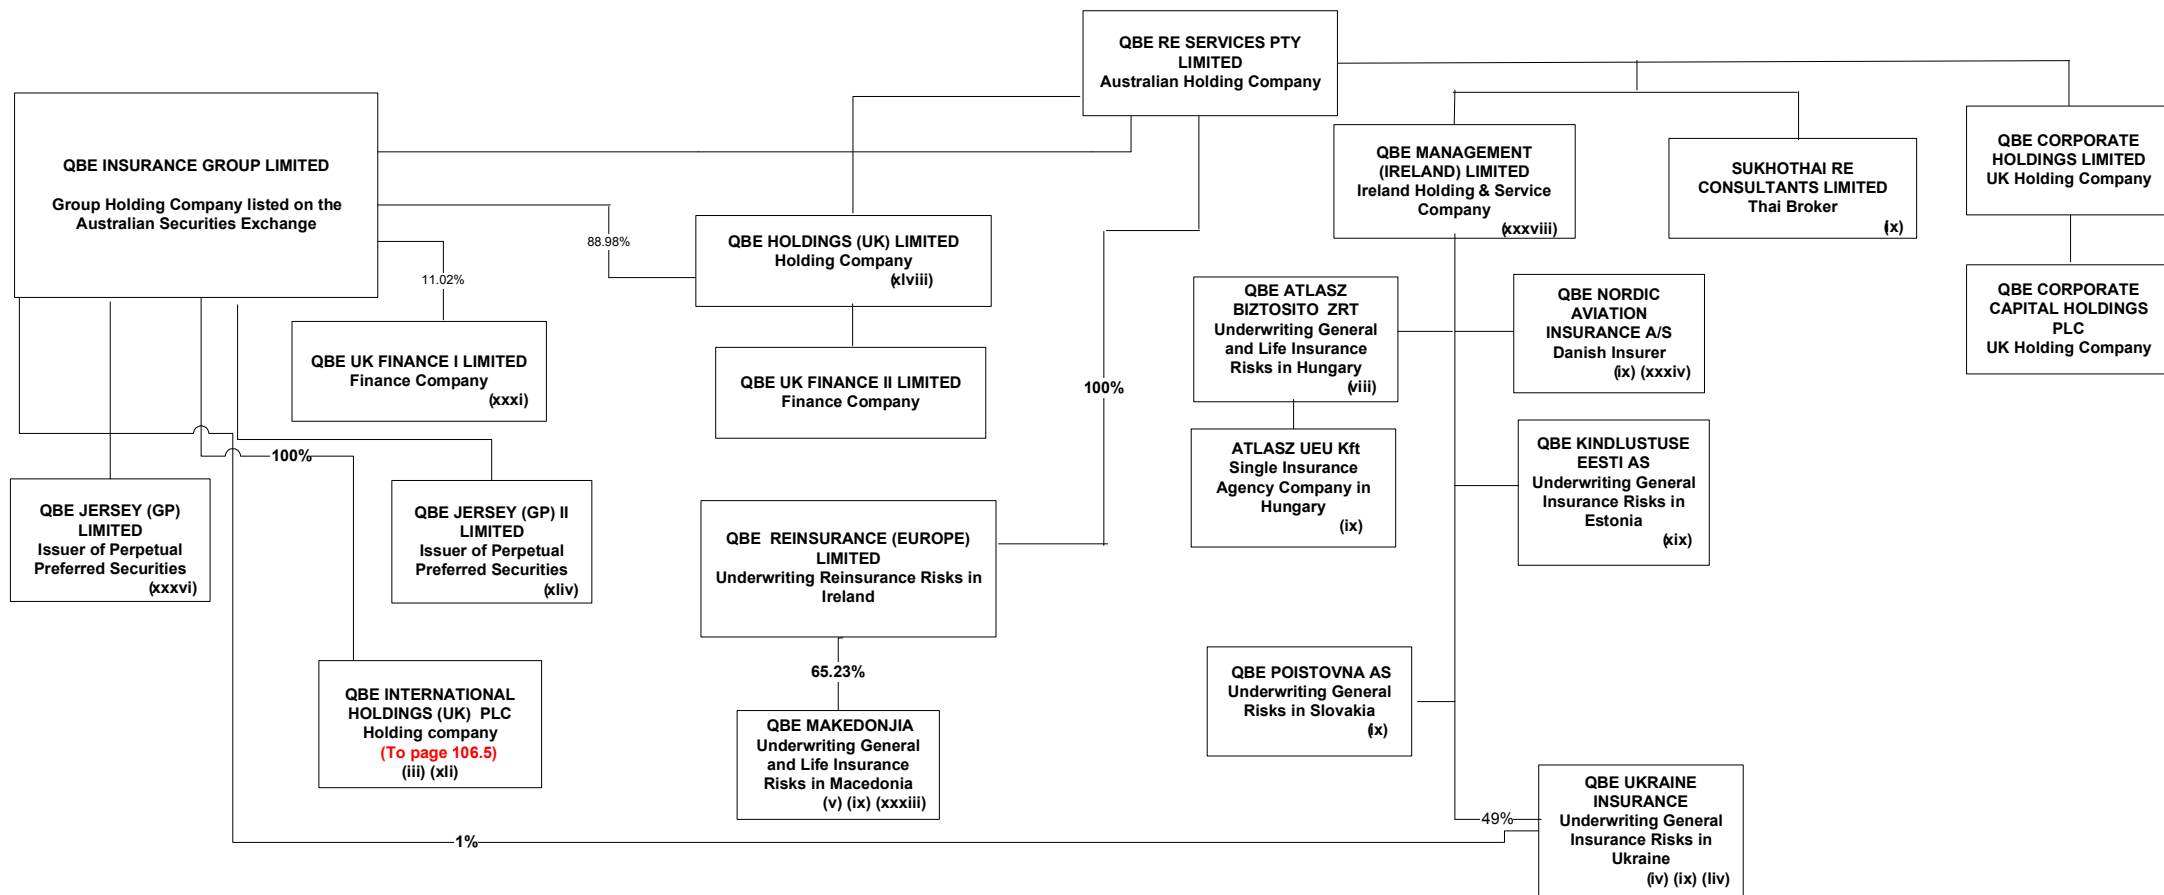 QBE RE SERVICES PTY
LIMITED
Australian Holding Company
QBE INSURANCE GROUP LIMITED
Group Holding Company listed on the
Australian Securities Exchange
QBE MANAGEMENT
(IRELAND) LIMITED
Ireland Holding & Service
Company
(xxxviii)
SUKHOTHAI RE
CONSULTANTS LIMITED
Thai Broker
(ix)
QBE CORPORATE
HOLDINGS LIMITED
UK Holding Company
88.98%
QBE HOLDINGS (UK) LIMITED
Holding Company
(xlviii)
11.02%
QBE UK FINANCE I LIMITED
Finance Company
(xxxi)
QBE UK FINANCE II LIMITED
Finance Company
100%
QBE ATLASZ
BIZTOSITO ZRT
Underwriting General
and Life Insurance
Risks in Hungary
(viii)
QBE NORDIC
AVIATION
INSURANCE A/S
Danish Insurer
(ix) (xxxiv)
QBE CORPORATE
CAPITAL HOLDINGS
PLC
UK Holding Company
100%
QBE JERSEY (GP)
LIMITED
Issuer of Perpetual
Preferred Securities
(xxxvi)
QBE JERSEY (GP) II
LIMITED
Issuer of Perpetual
Preferred Securities
(xliv)
QBE REINSURANCE (EUROPE)
LIMITED
Underwriting Reinsurance Risks in
Ireland
ATLASZ UEU Kft
Single Insurance
Agency Company in
Hungary
(ix)
QBE KINDLUSTUSE
EESTI AS
Underwriting General
Insurance Risks in
Estonia
(xix)
65.23%
QBE INTERNATIONAL
HOLDINGS (UK) PLC
Holding company
(To page 106.5)
(iii) (xli)
QBE MAKEDONJIA
Underwriting General
and Life Insurance
Risks in Macedonia
(v) (ix) (xxxiii)
QBE POISTOVNA AS
Underwriting General
Risks in Slovakia
(ix)
49%
1%
QBE UKRAINE
INSURANCE
Underwriting General
Insurance Risks in
Ukraine
(iv) (ix) (liv)